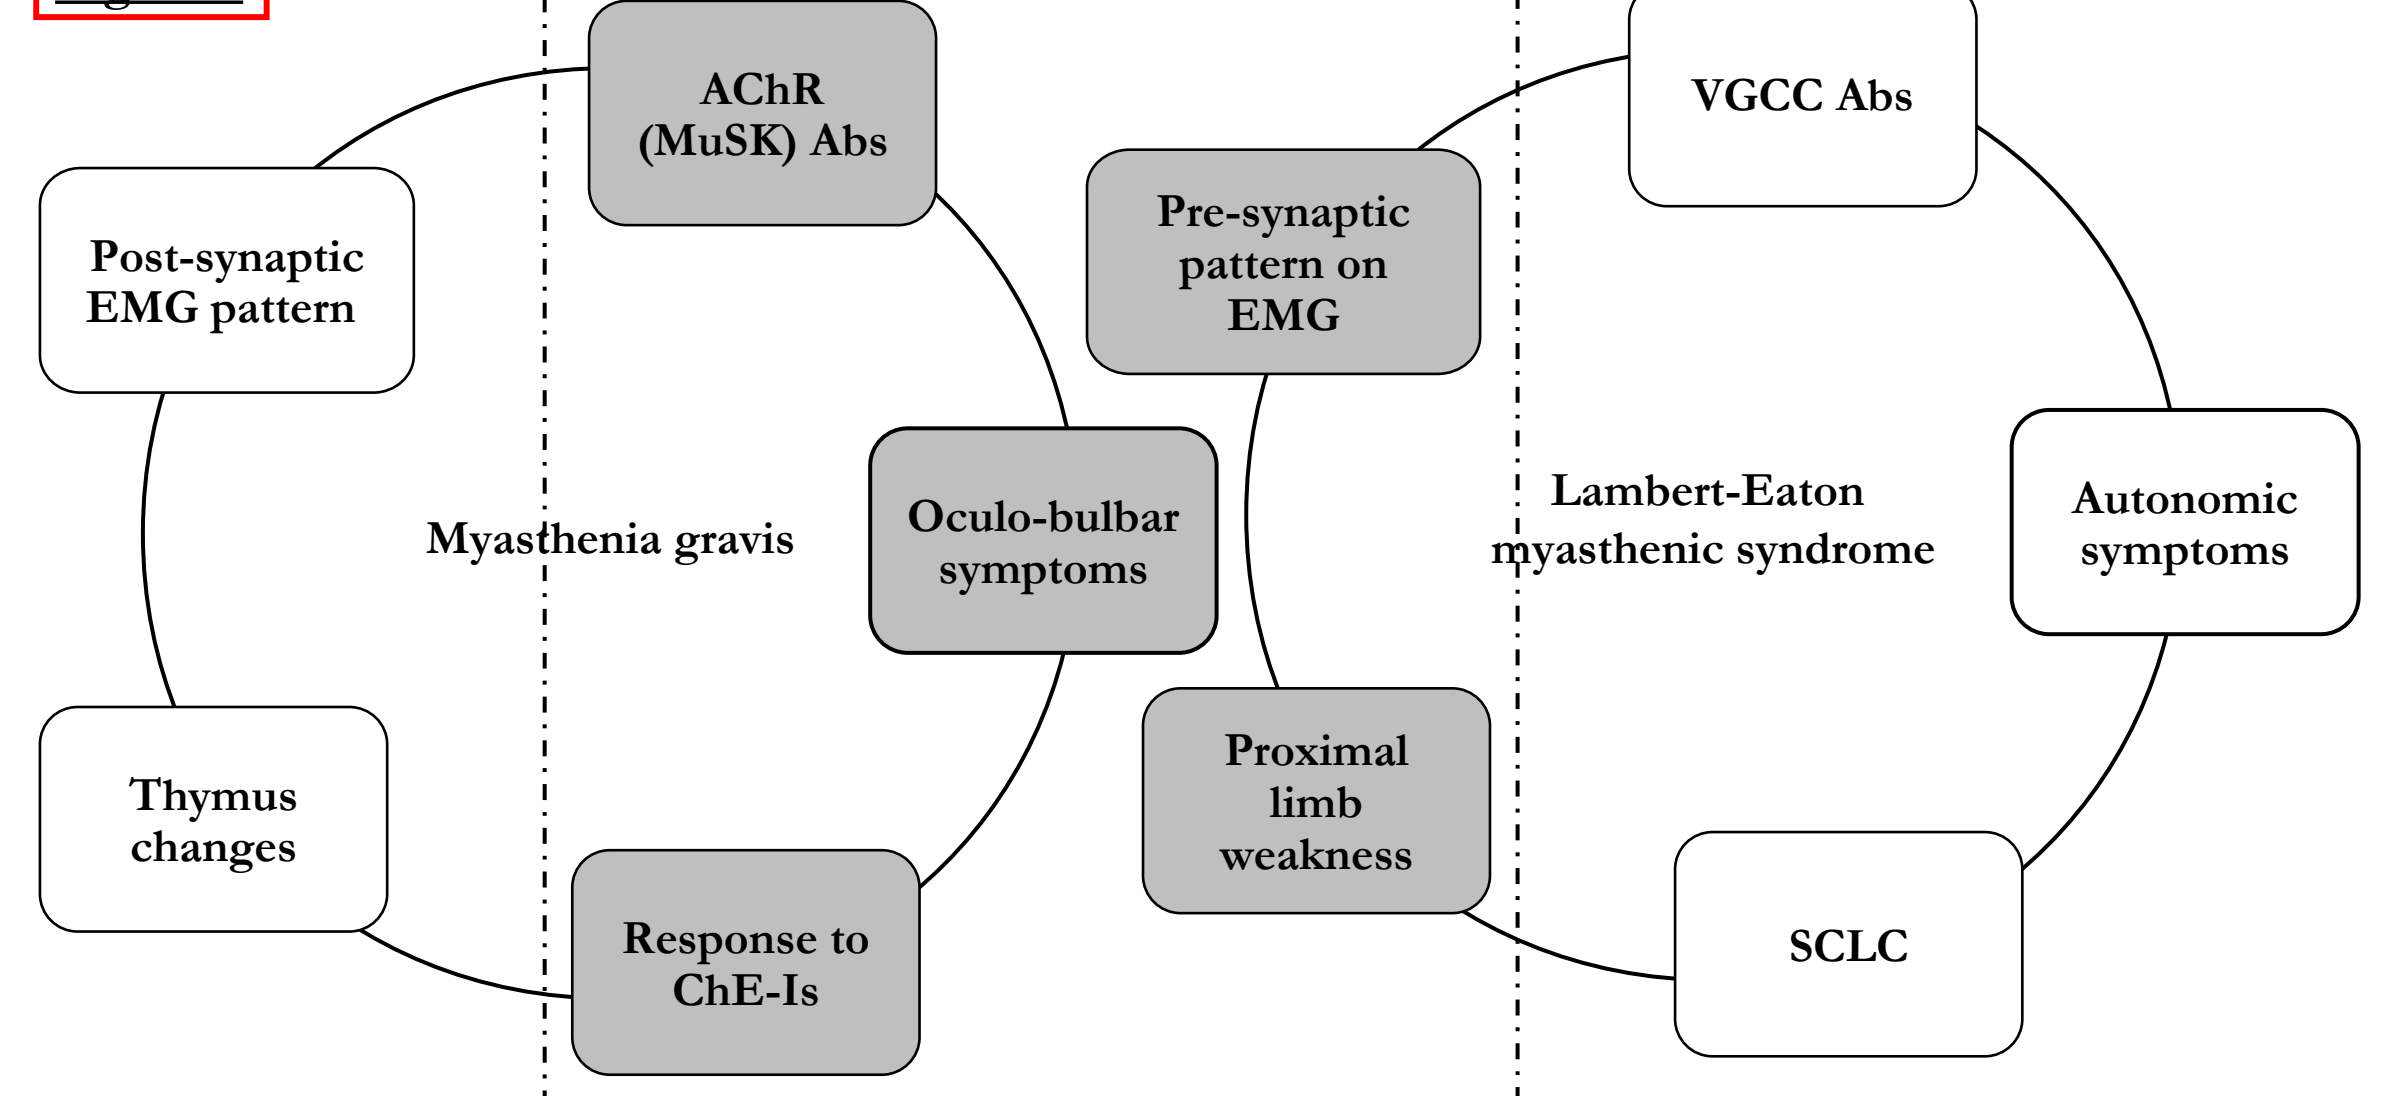 AChR
(MuSK) Abs
VGCC Abs
Post-synaptic
EMG pattern
Pre-synaptic
pattern on
EMG
Myasthenia gravis
Oculo-bulbar
symptoms
Lambert-Eaton
myasthenic syndrome
Autonomic
symptoms
Thymus
changes
Proximal
limb
weakness
Response to
ChE-Is
SCLC